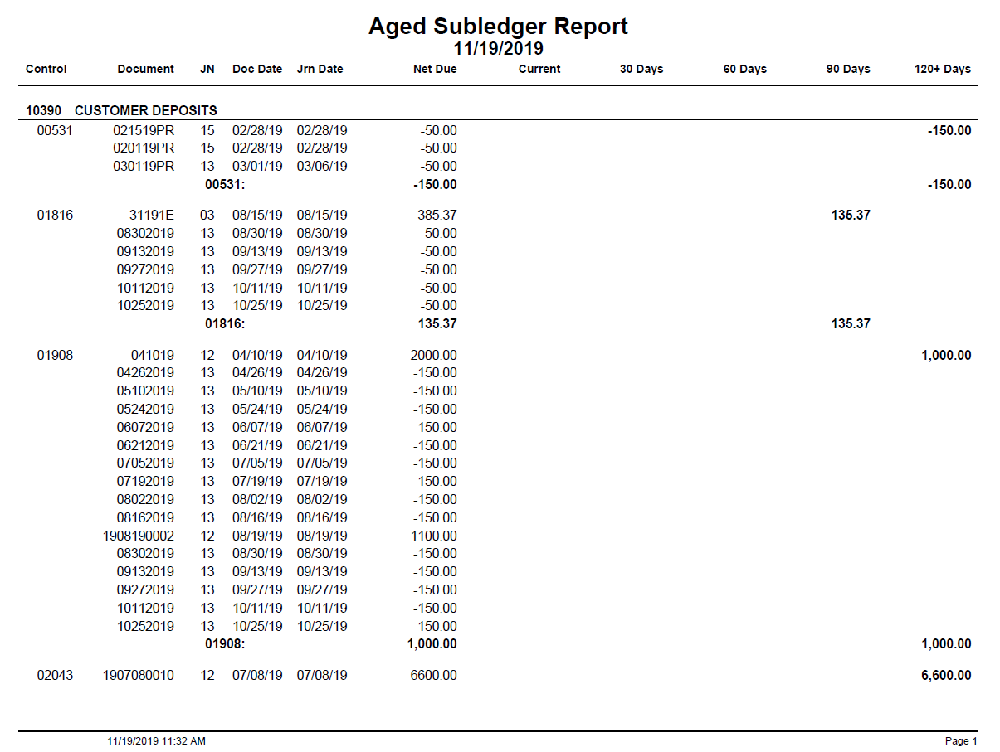 Aged Subledger Report
11/19/2019
Control Document JN Doc Date Jrn Date Net Due Current 30 Days 60 Days 90 Days 120+ Days
10390 CUSTOMER DEPOSITS
00531 021519PR 15 02/28/19 02/28/19 -50.00 -150.00
020119PR 15 02/28/19 02/28/19 -50.00
030119PR 13 03/01/19 03/06/19 -50.00
00531: -150.00 -150.00
01816 31191E 03 08/15/19 08/15/19 385.37 135.37
08302019 13 08/30/19 08/30/19 -50.00
09132019 13 09/13/19 09/13/19 -50.00
09272019 13 09/27/19 09/27/19 -50.00
10112019 13 10/11/19 10/11/19 -50.00
10252019 13 10/25/19 10/25/19 -50.00
01816: 135.37 135.37
01908 041019 12 04/10/19 04/10/19 2000.00 1,000.00
04262019 13 04/26/19 04/26/19 -150.00
05102019 13 05/10/19 05/10/19 -150.00
05242019 13 05/24/19 05/24/19 -150.00
06072019 13 06/07/19 06/07/19 -150.00
06212019 13 06/21/19 06/21/19 -150.00
07052019 13 07/05/19 07/05/19 -150.00
07192019 13 07/19/19 07/19/19 -150.00
08022019 13 08/02/19 08/02/19 -150.00
08162019 13 08/16/19 08/16/19 -150.00
1908190002 12 08/19/19 08/19/19 1100.00
08302019 13 08/30/19 08/30/19 -150.00
09132019 13 09/13/19 09/13/19 -150.00
09272019 13 09/27/19 09/27/19 -150.00
10112019 13 10/11/19 10/11/19 -150.00
10252019 13 10/25/19 10/25/19 -150.00
01908: 1,000.00 1,000.00
02043 1907080010 12 07/08/19 07/08/19 6600.00 6,600.00
11/19/2019 11:32 AM Page 1